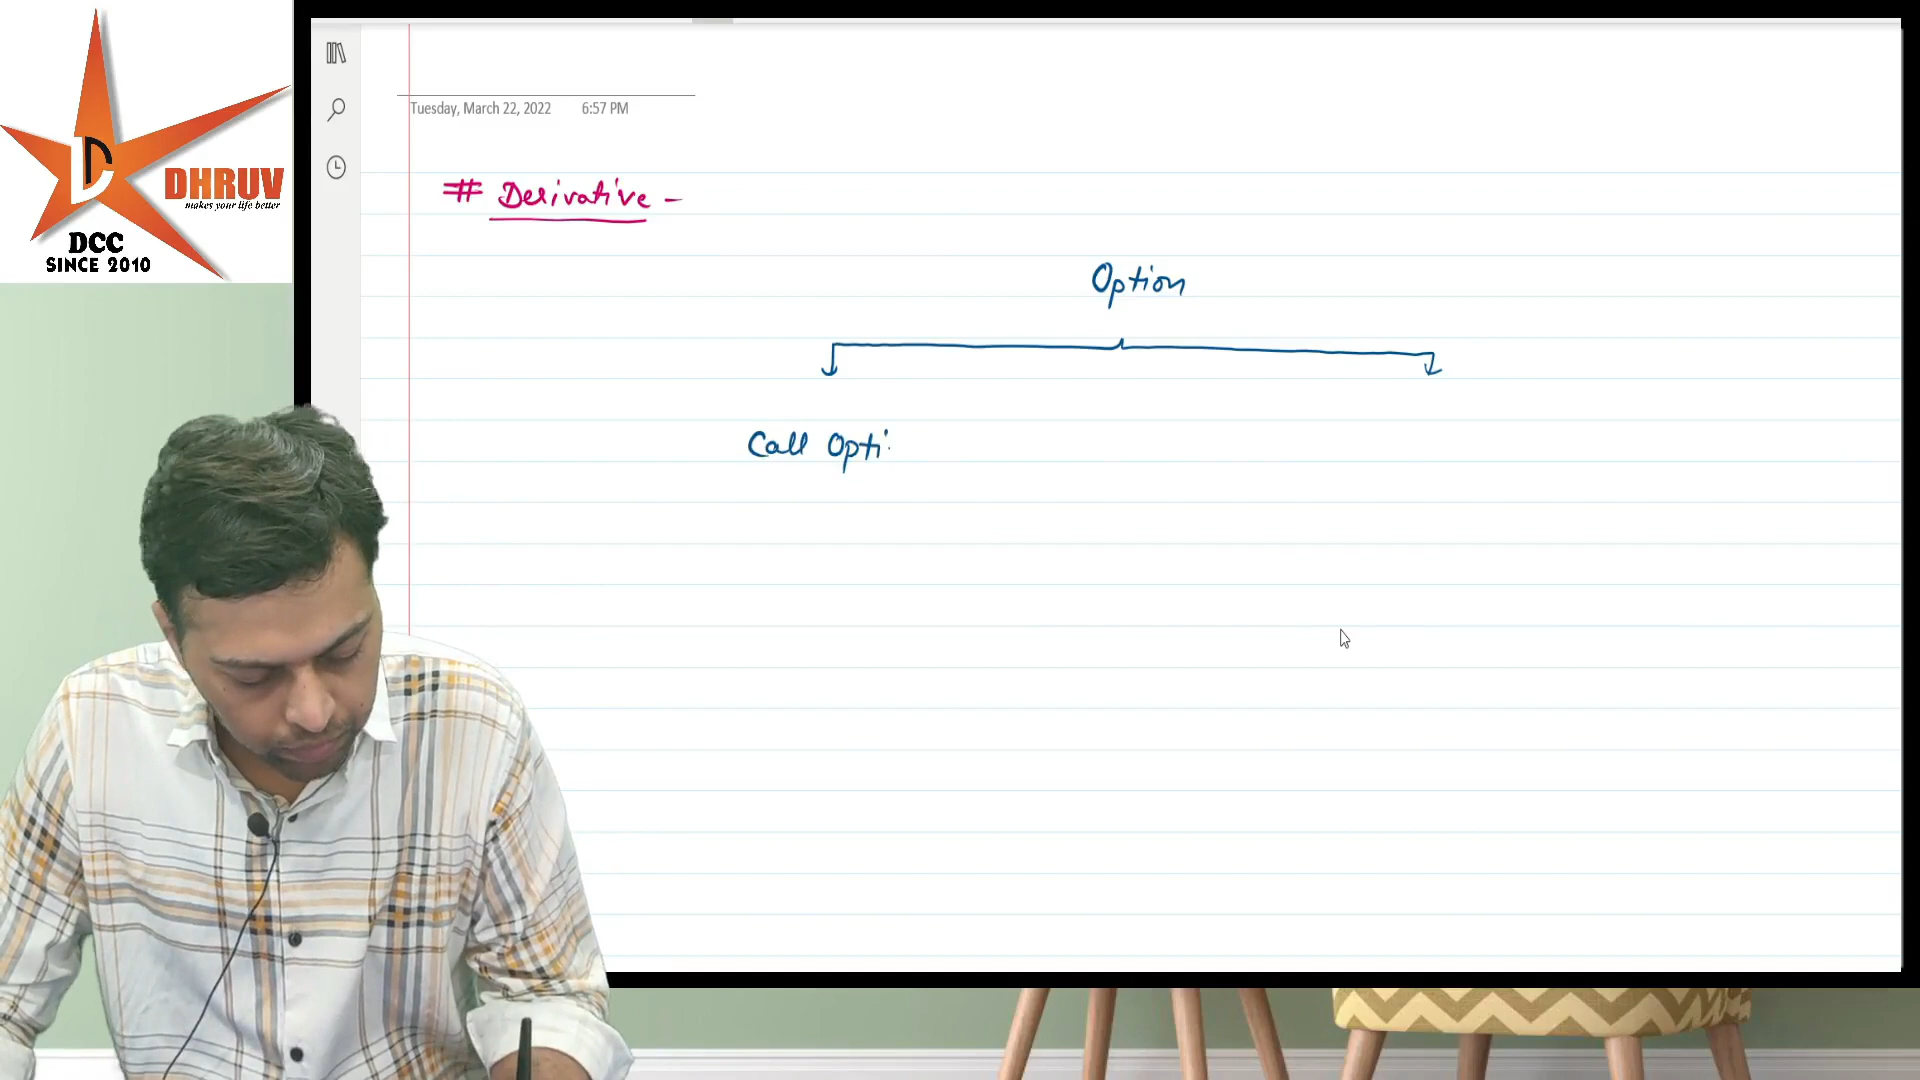 DC
DHRUV
makes your life better
DCC
SINCE 2010
Tuesday, March 22, 2022 6:57 PM
# Derivative -
Option
Call Opti